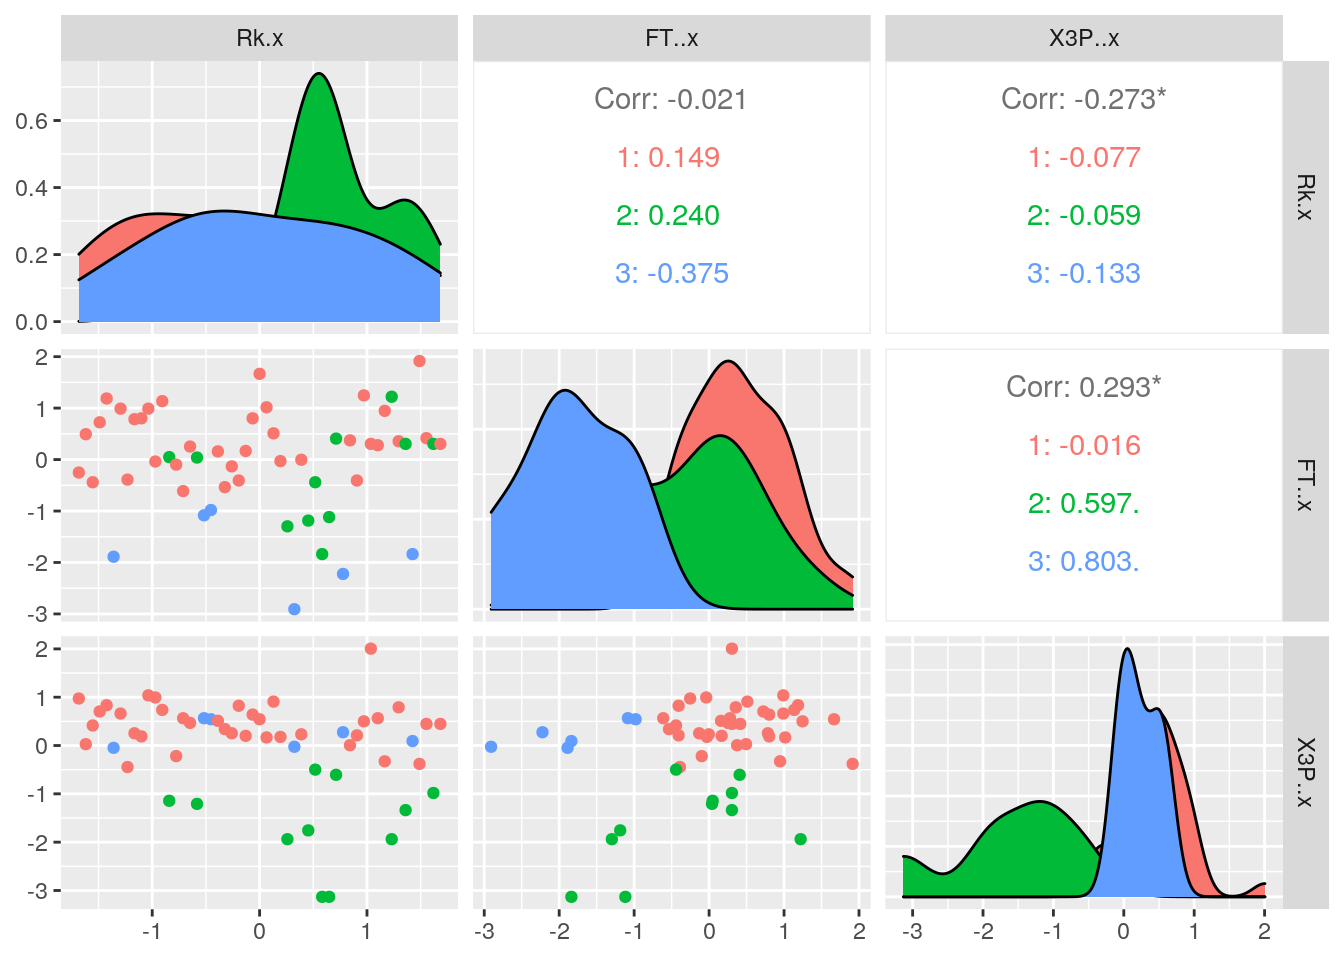 Rk.x
FT..x
X3P..x
0.6
0.4
0.2
0.0
Corr: -0.021
1: 0.149
2: 0.240
3: -0.375
Corr: -0.273*
1: -0.077
2: -0.059
3: -0.133
Rk.x
2
1
0
-1
-2
-3
Corr: 0.293*
1: -0.016
2: 0.597.
3: 0.803.
FT..x
2
1
0
-1
-2
-3
X3P..x
-1 0 1
-3 -2 -1 0 1 2
-3 -2 -1 0 1 2